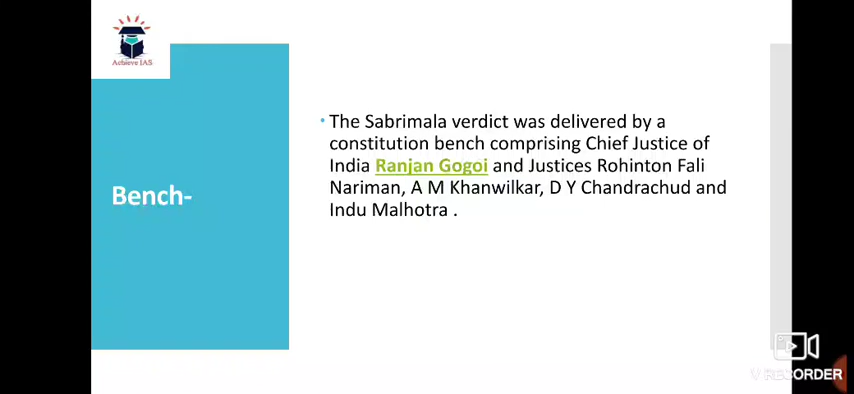 Achieve IAS
Bench-
• The Sabrimala verdict was delivered by a
constitution bench comprising Chief Justice of
India Ranjan Gogoi and Justices Rohinton Fali
Nariman, A M Khanwilkar, D Y Chandrachud and
Indu Malhotra .
V RECORDER